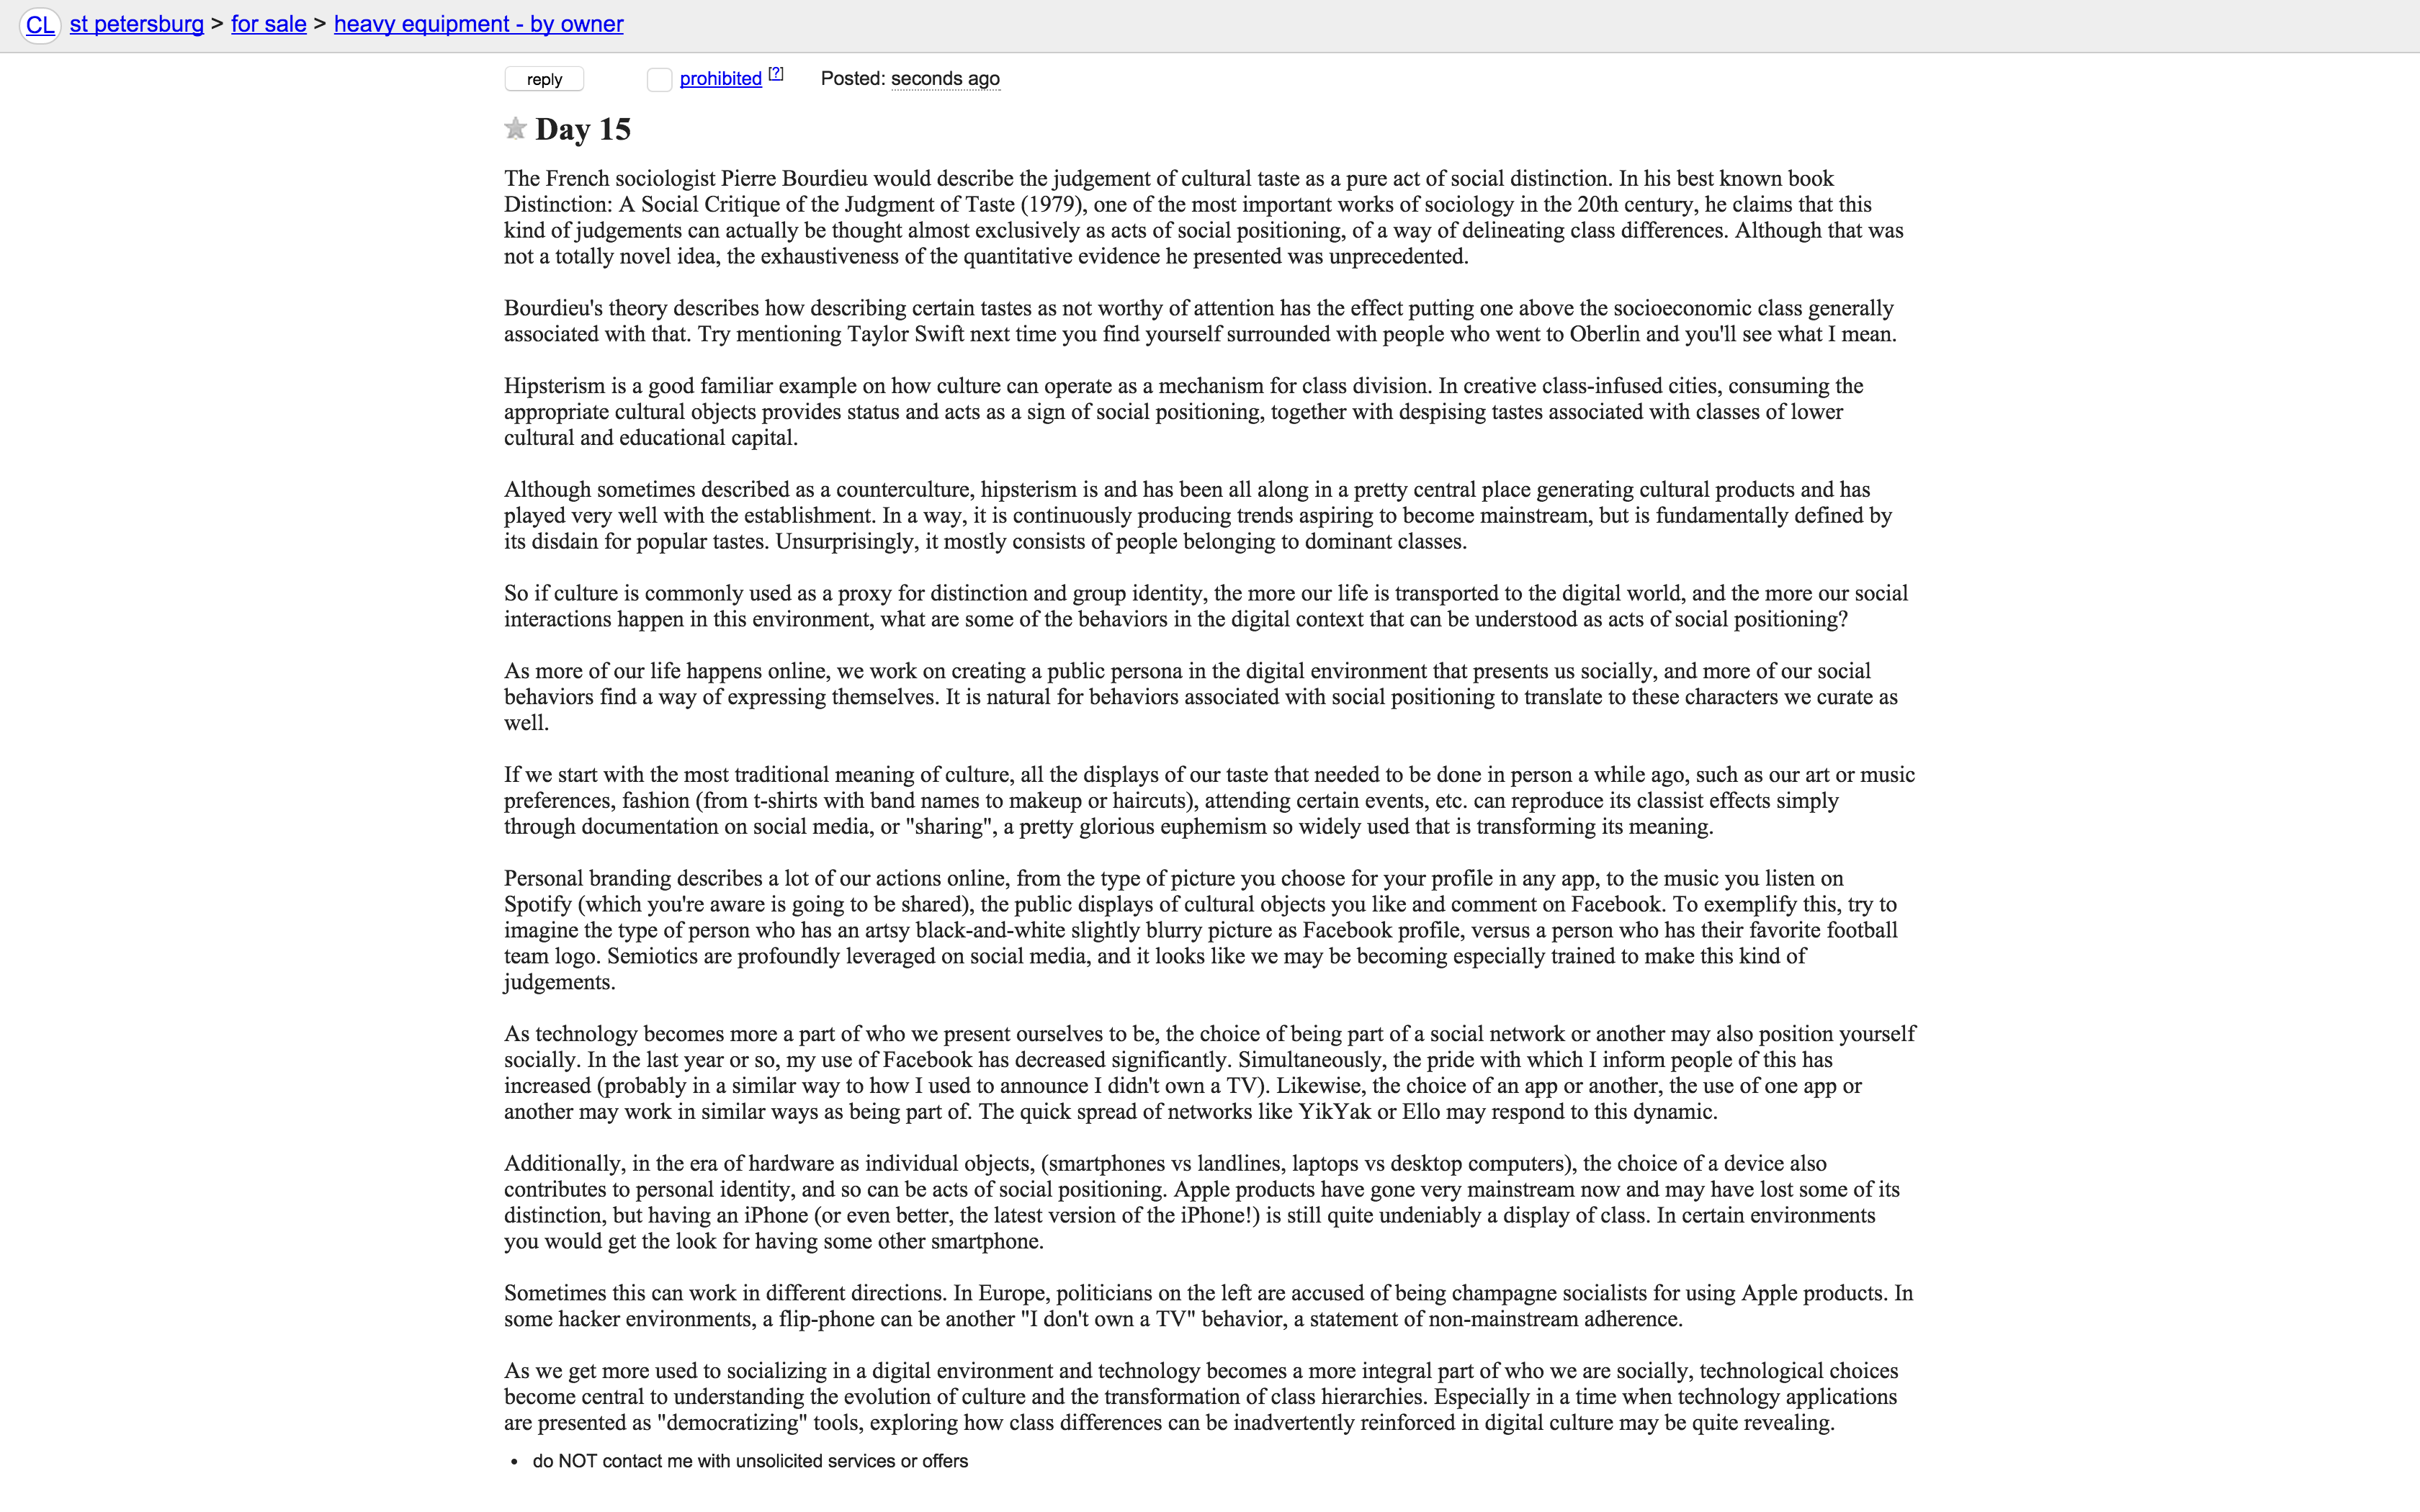 CL st petersburg > for sale > heavy equipment - by owner
reply prohibited [?] Posted: seconds ago
Day 15
The French sociologist Pierre Bourdieu would describe the judgement of cultural taste as a pure act of social distinction. In his best known book
Distinction: A Social Critique of the Judgment of Taste (1979), one of the most important works of sociology in the 20th century, he claims that this
kind of judgements can actually be thought almost exclusively as acts of social positioning, of a way of delineating class differences. Although that was
not a totally novel idea, the exhaustiveness of the quantitative evidence he presented was unprecedented.
Bourdieu's theory describes how describing certain tastes as not worthy of attention has the effect putting one above the socioeconomic class generally
associated with that. Try mentioning Taylor Swift next time you find yourself surrounded with people who went to Oberlin and you'll see what I mean.
Hipsterism is a good familiar example on how culture can operate as a mechanism for class division. In creative class-infused cities, consuming the
appropriate cultural objects provides status and acts as a sign of social positioning, together with despising tastes associated with classes of lower
cultural and educational capital.
Although sometimes described as a counterculture, hipsterism is and has been all along in a pretty central place generating cultural products and has
played very well with the establishment. In a way, it is continuously producing trends aspiring to become mainstream, but is fundamentally defined by
its disdain for popular tastes. Unsurprisingly, it mostly consists of people belonging to dominant classes.
So if culture is commonly used as a proxy for distinction and group identity, the more our life is transported to the digital world, and the more our social
interactions happen in this environment, what are some of the behaviors in the digital context that can be understood as acts of social positioning?
As more of our life happens online, we work on creating a public persona in the digital environment that presents us socially, and more of our social
behaviors find a way of expressing themselves. It is natural for behaviors associated with social positioning to translate to these characters we curate as
well.
If we start with the most traditional meaning of culture, all the displays of our taste that needed to be done in person a while ago, such as our art or music
preferences, fashion (from t-shirts with band names to makeup or haircuts), attending certain events, etc. can reproduce its classist effects simply
through documentation on social media, or "sharing", a pretty glorious euphemism so widely used that is transforming its meaning.
Personal branding describes a lot of our actions online, from the type of picture you choose for your profile in any app, to the music you listen on
Spotify (which you're aware is going to be shared), the public displays of cultural objects you like and comment on Facebook. To exemplify this, try to
imagine the type of person who has an artsy black-and-white slightly blurry picture as Facebook profile, versus a person who has their favorite football
team logo. Semiotics are profoundly leveraged on social media, and it looks like we may be becoming especially trained to make this kind of
judgements.
As technology becomes more a part of who we present ourselves to be, the choice of being part of a social network or another may also position yourself
socially. In the last year or so, my use of Facebook has decreased significantly. Simultaneously, the pride with which I inform people of this has
increased (probably in a similar way to how I used to announce I didn't own a TV). Likewise, the choice of an app or another, the use of one app or
another may work in similar ways as being part of. The quick spread of networks like YikYak or Ello may respond to this dynamic.
Additionally, in the era of hardware as individual objects, (smartphones vs landlines, laptops vs desktop computers), the choice of a device also
contributes to personal identity, and so can be acts of social positioning. Apple products have gone very mainstream now and may have lost some of its
distinction, but having an iPhone (or even better, the latest version of the iPhone!) is still quite undeniably a display of class. In certain environments
you would get the look for having some other smartphone.
Sometimes this can work in different directions. In Europe, politicians on the left are accused of being champagne socialists for using Apple products. In
some hacker environments, a flip-phone can be another "I don't own a TV" behavior, a statement of non-mainstream adherence.
As we get more used to socializing in a digital environment and technology becomes a more integral part of who we are socially, technological choices
become central to understanding the evolution of culture and the transformation of class hierarchies. Especially in a time when technology applications
are presented as "democratizing" tools, exploring how class differences can be inadvertently reinforced in digital culture may be quite revealing.
• do NOT contact me with unsolicited services or offers